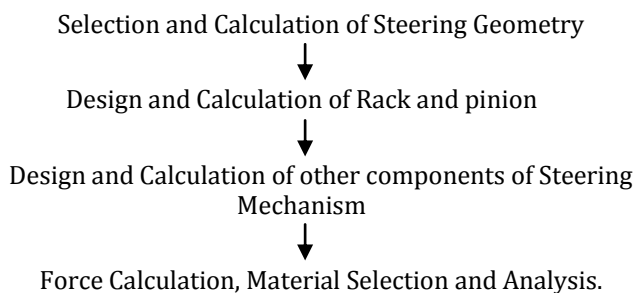 Selection and Calculation of Steering Geometry
Design and Calculation of Rack and pinion
Design and Calculation of other components of Steering
Mechanism
Force Calculation, Material Selection and Analysis.